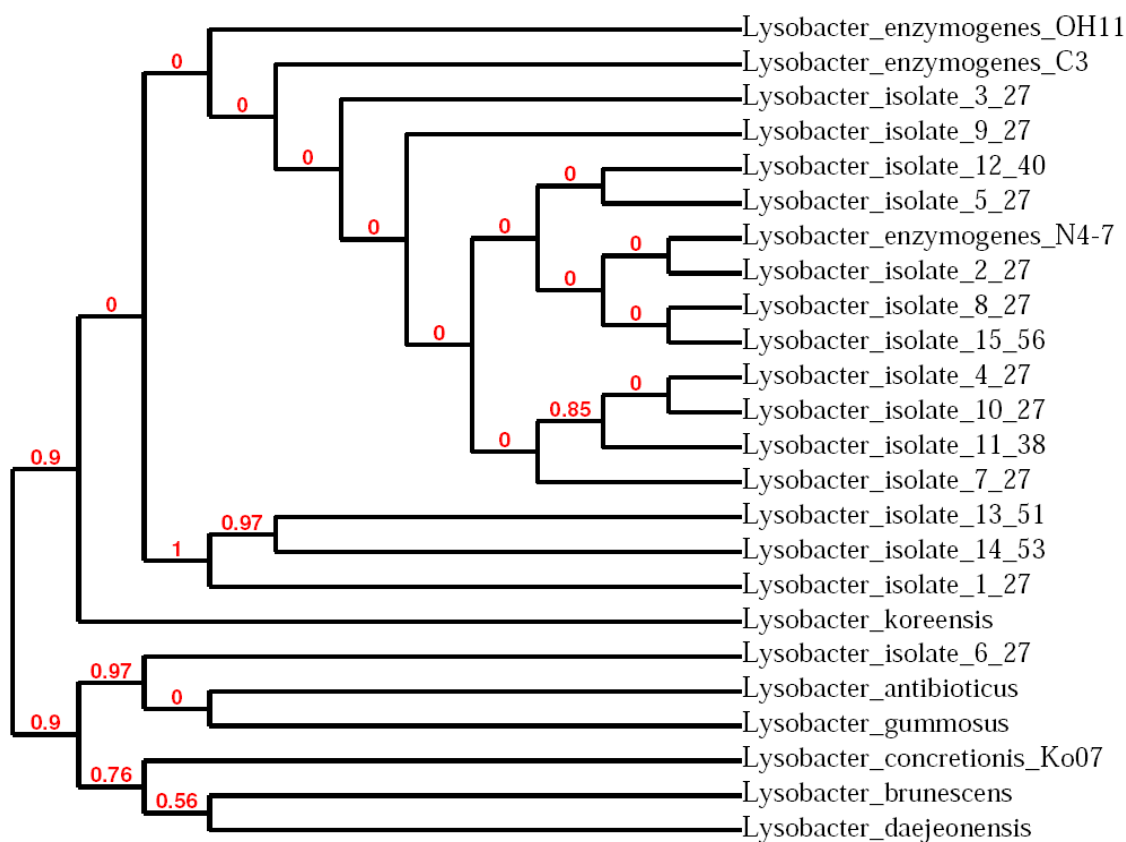 Lysobacter_enzymogenes_OH11
0
Lysobacter_enzymogenes_C3
0
Lysobacter_isolate_3_27
0
Lysobacter_isolate_9_27
Lysobacter_isolate_12_40
0
Lysobacter_isolate_5_27
0
0
Lysobacter_enzymogenes_N4-7
0
Lysobacter_isolate_2_27
0
Lysobacter_isolate_8_27
0
0
0
Lysobacter_isolate_15_56
Lysobacter_isolate_4_27
0
Lysobacter_isolate_10_27
0.85
Lysobacter_isolate_11_38
0
0.9
Lysobacter_isolate_7_27
Lysobacter_isolate_13_51
0.97
Lysobacter_isolate_14_53
1
Lysobacter_isolate_1_27
Lysobacter_koreensis
Lysobacter_isolate_6_27
0.97
Lysobacter_antibioticus
0
Lysobacter_gummosus
0.9
Lysobacter_concretionis_Ko07
0.76
Lysobacter_brunescens
0.56
Lysobacter_daejeonensis